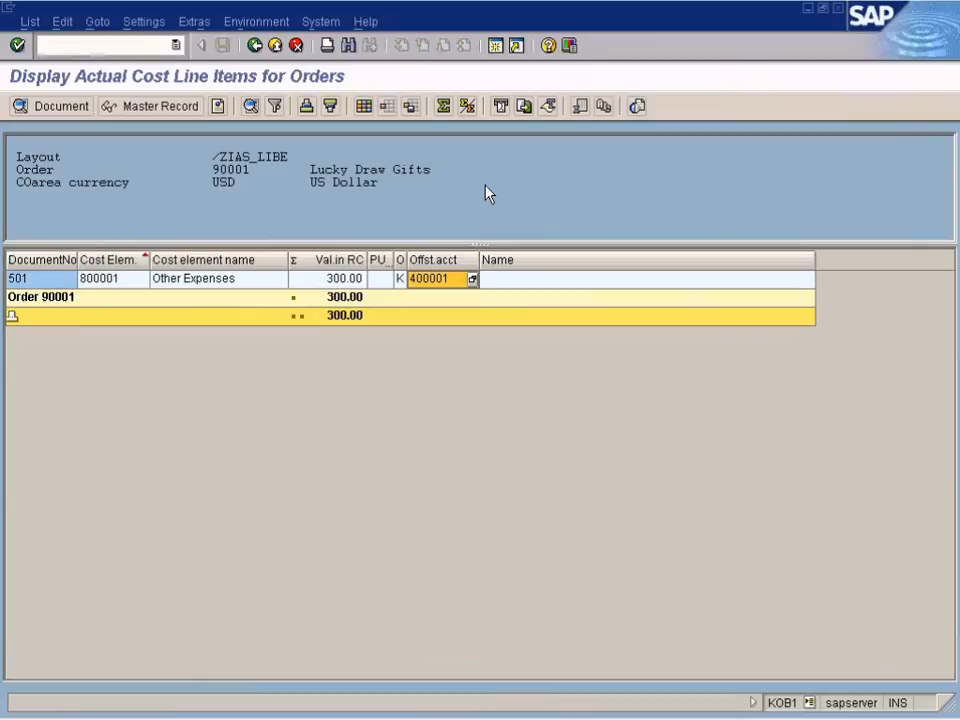 List Edit Goto Settings Extras Environment System Help
SAP
Display Actual Cost Line Items for Orders
Document Master Record
Layout /ZIAS_LIBE
Order 90001 Lucky Draw Gifts
COarea currency USD US Dollar
DocumentNo Cost Elem. Cost element name Σ Val.in RC PU... O Offst.acct Name
501 800001 Other Expenses 300.00 K 400001
Order 90001 300.00
300.00
KOB1 sapserver INS